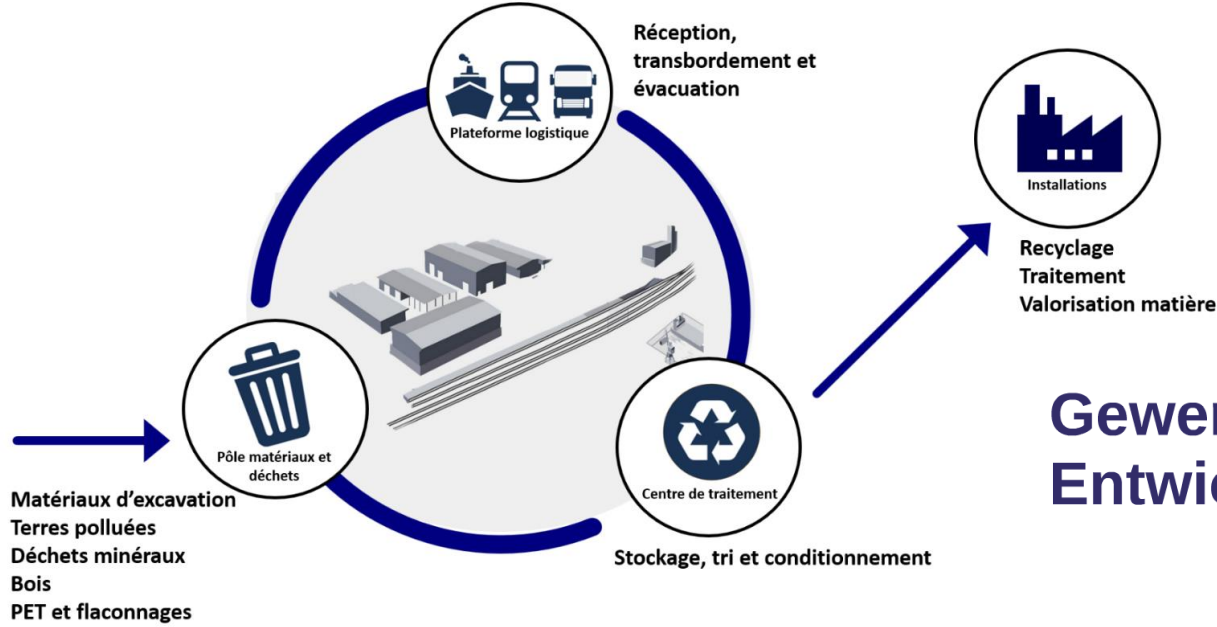 Réception,
transbordement et
évacuation
Plateforme logistique
Installations
Recyclage
Traitement
Valorisation matière
Pôle matériaux et
déchets
Matériaux d'excavation
Terres polluées
Déchets minéraux
Bois
PET et flaconnages
Centre de traitement
Stockage, tri et conditionnement